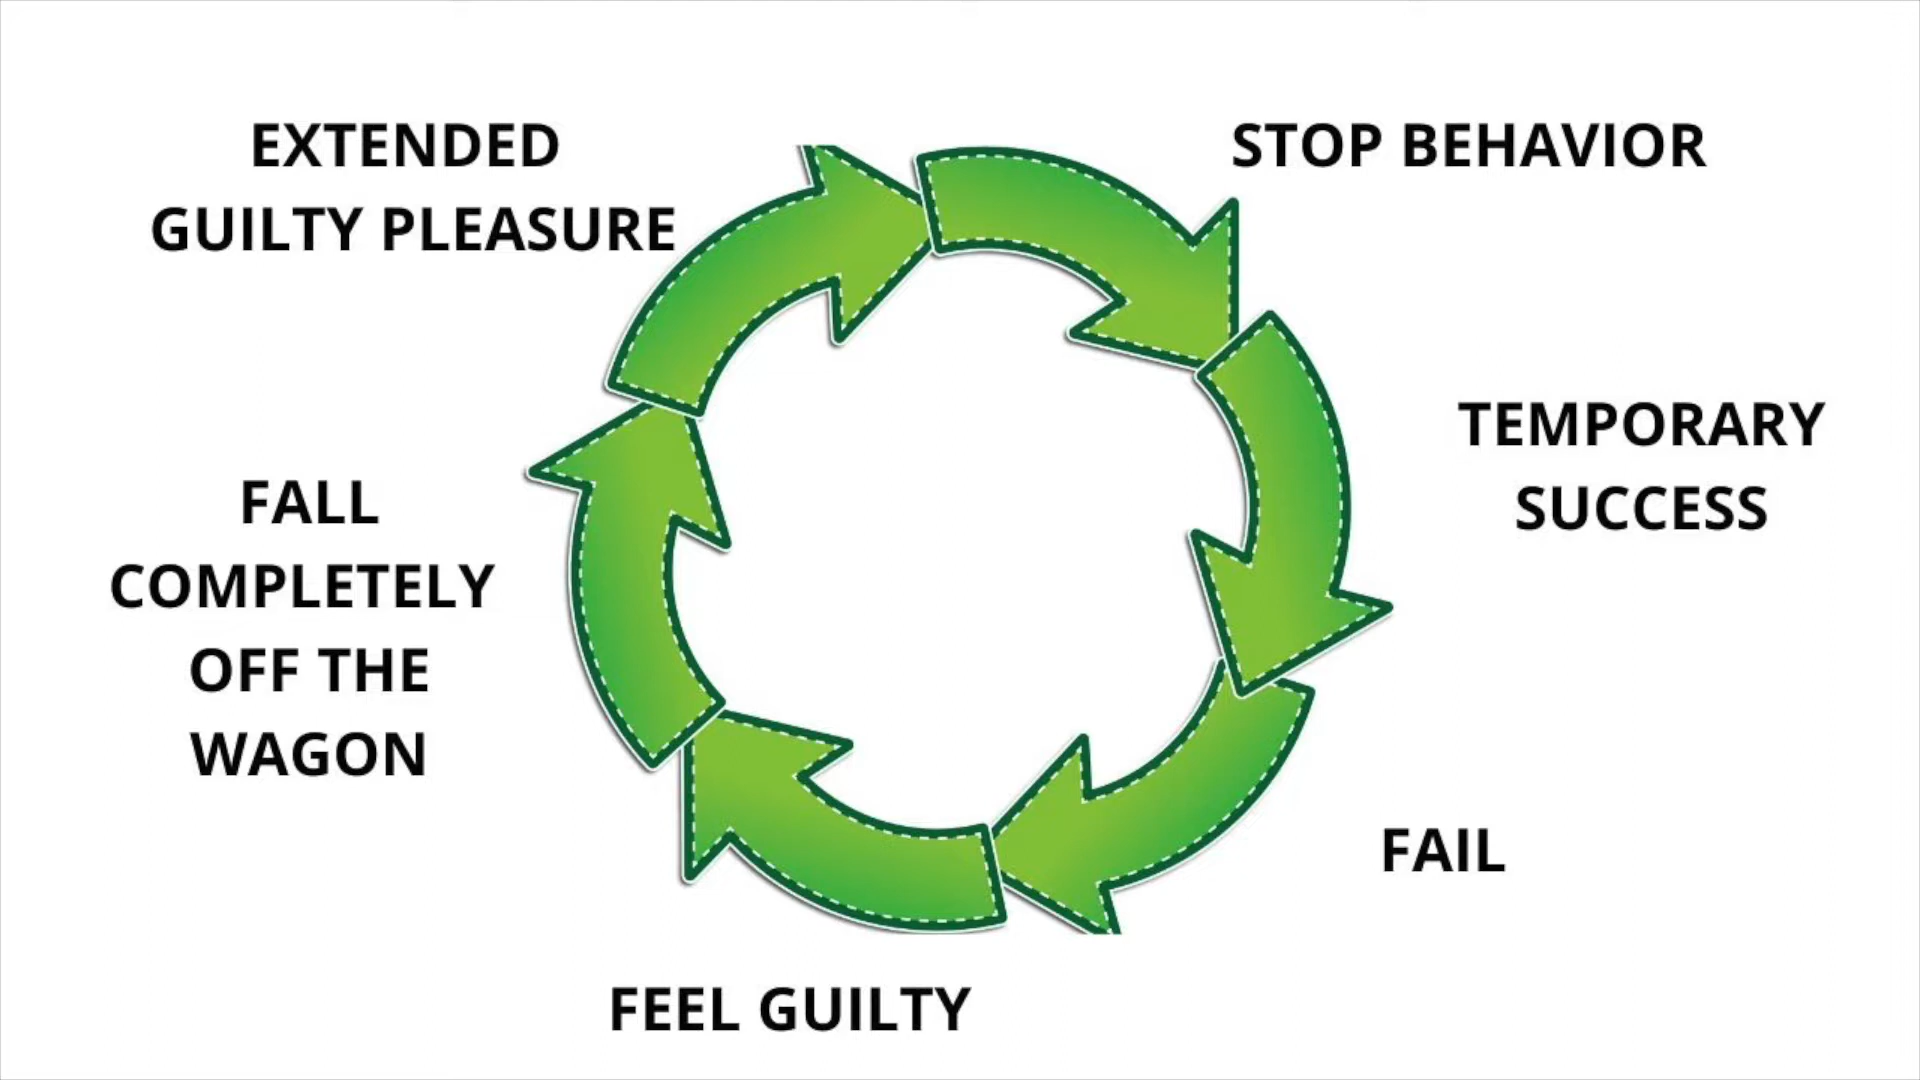 EXTENDED
GUILTY PLEASURE
STOP BEHAVIOR
TEMPORARY
SUCCESS
FAIL
FEEL GUILTY
FALL
COMPLETELY
OFF THE
WAGON